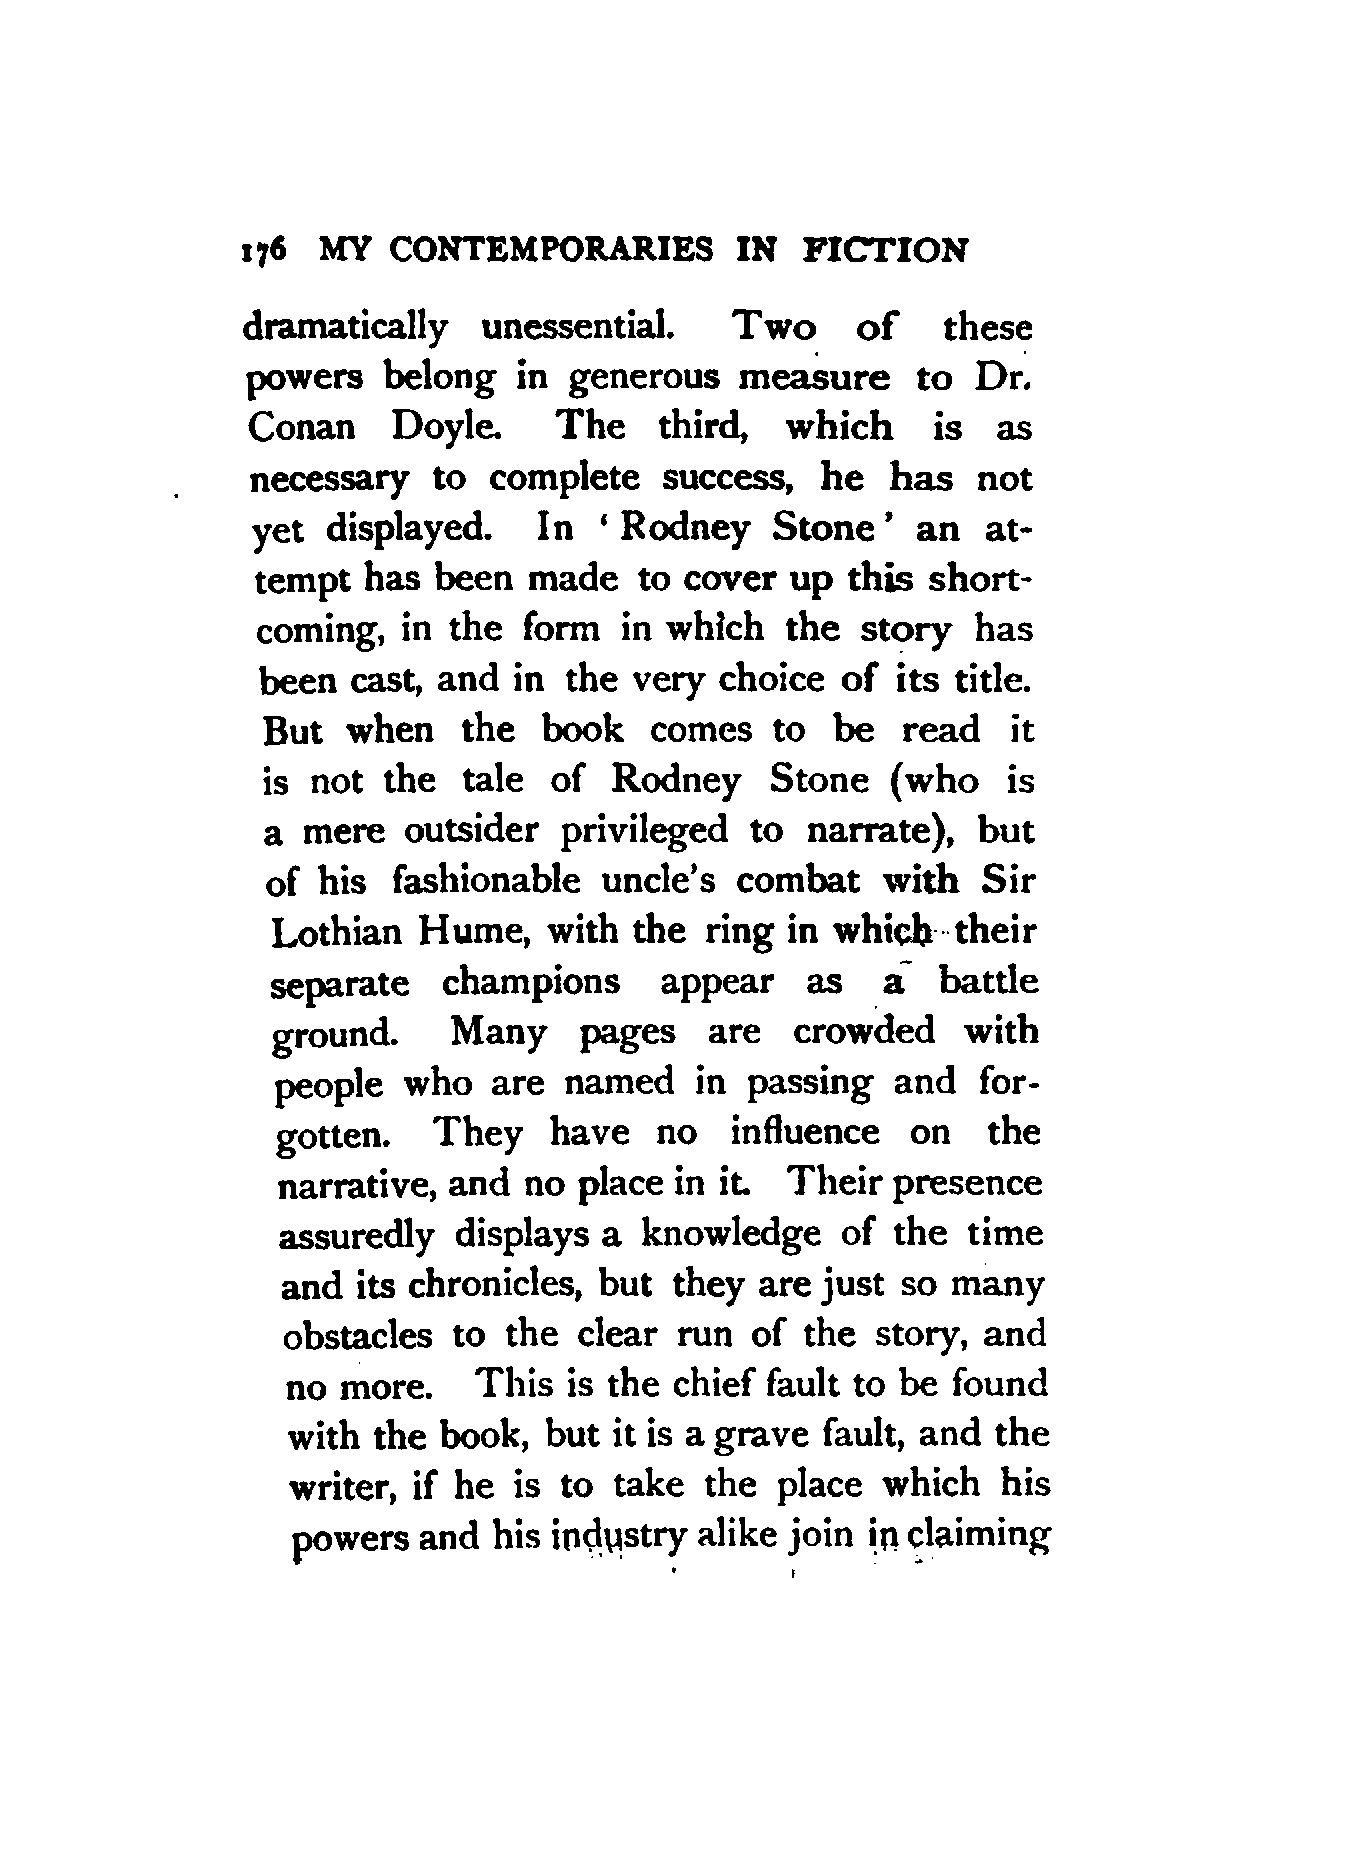 176 MY CONTEMPORARIES IN FICTION
dramatically unessential. Two of these
powers belong in generous measure to Dr.
Conan Doyle. The third, which is as
necessary to complete success, he has not
yet displayed. In ‘Rodney Stone’ an at-
tempt has been made to cover up this short-
coming, in the form in which the story has
been cast, and in the very choice of its title.
But when the book comes to be read it
is not the tale of Rodney Stone (who is
a mere outsider privileged to narrate), but
of his fashionable uncle's combat with Sir
Lothian Hume, with the ring in which their
separate champions appear as a battle
ground. Many pages are crowded with
people who are named in passing and for-
gotten. They have no influence on the
narrative, and no place in it. Their presence
assuredly displays a knowledge of the time
and its chronicles, but they are just so many
obstacles to the clear run of the story, and
no more. This is the chief fault to be found
with the book, but it is a grave fault, and the
writer, if he is to take the place which his
powers and his industry alike join in claiming